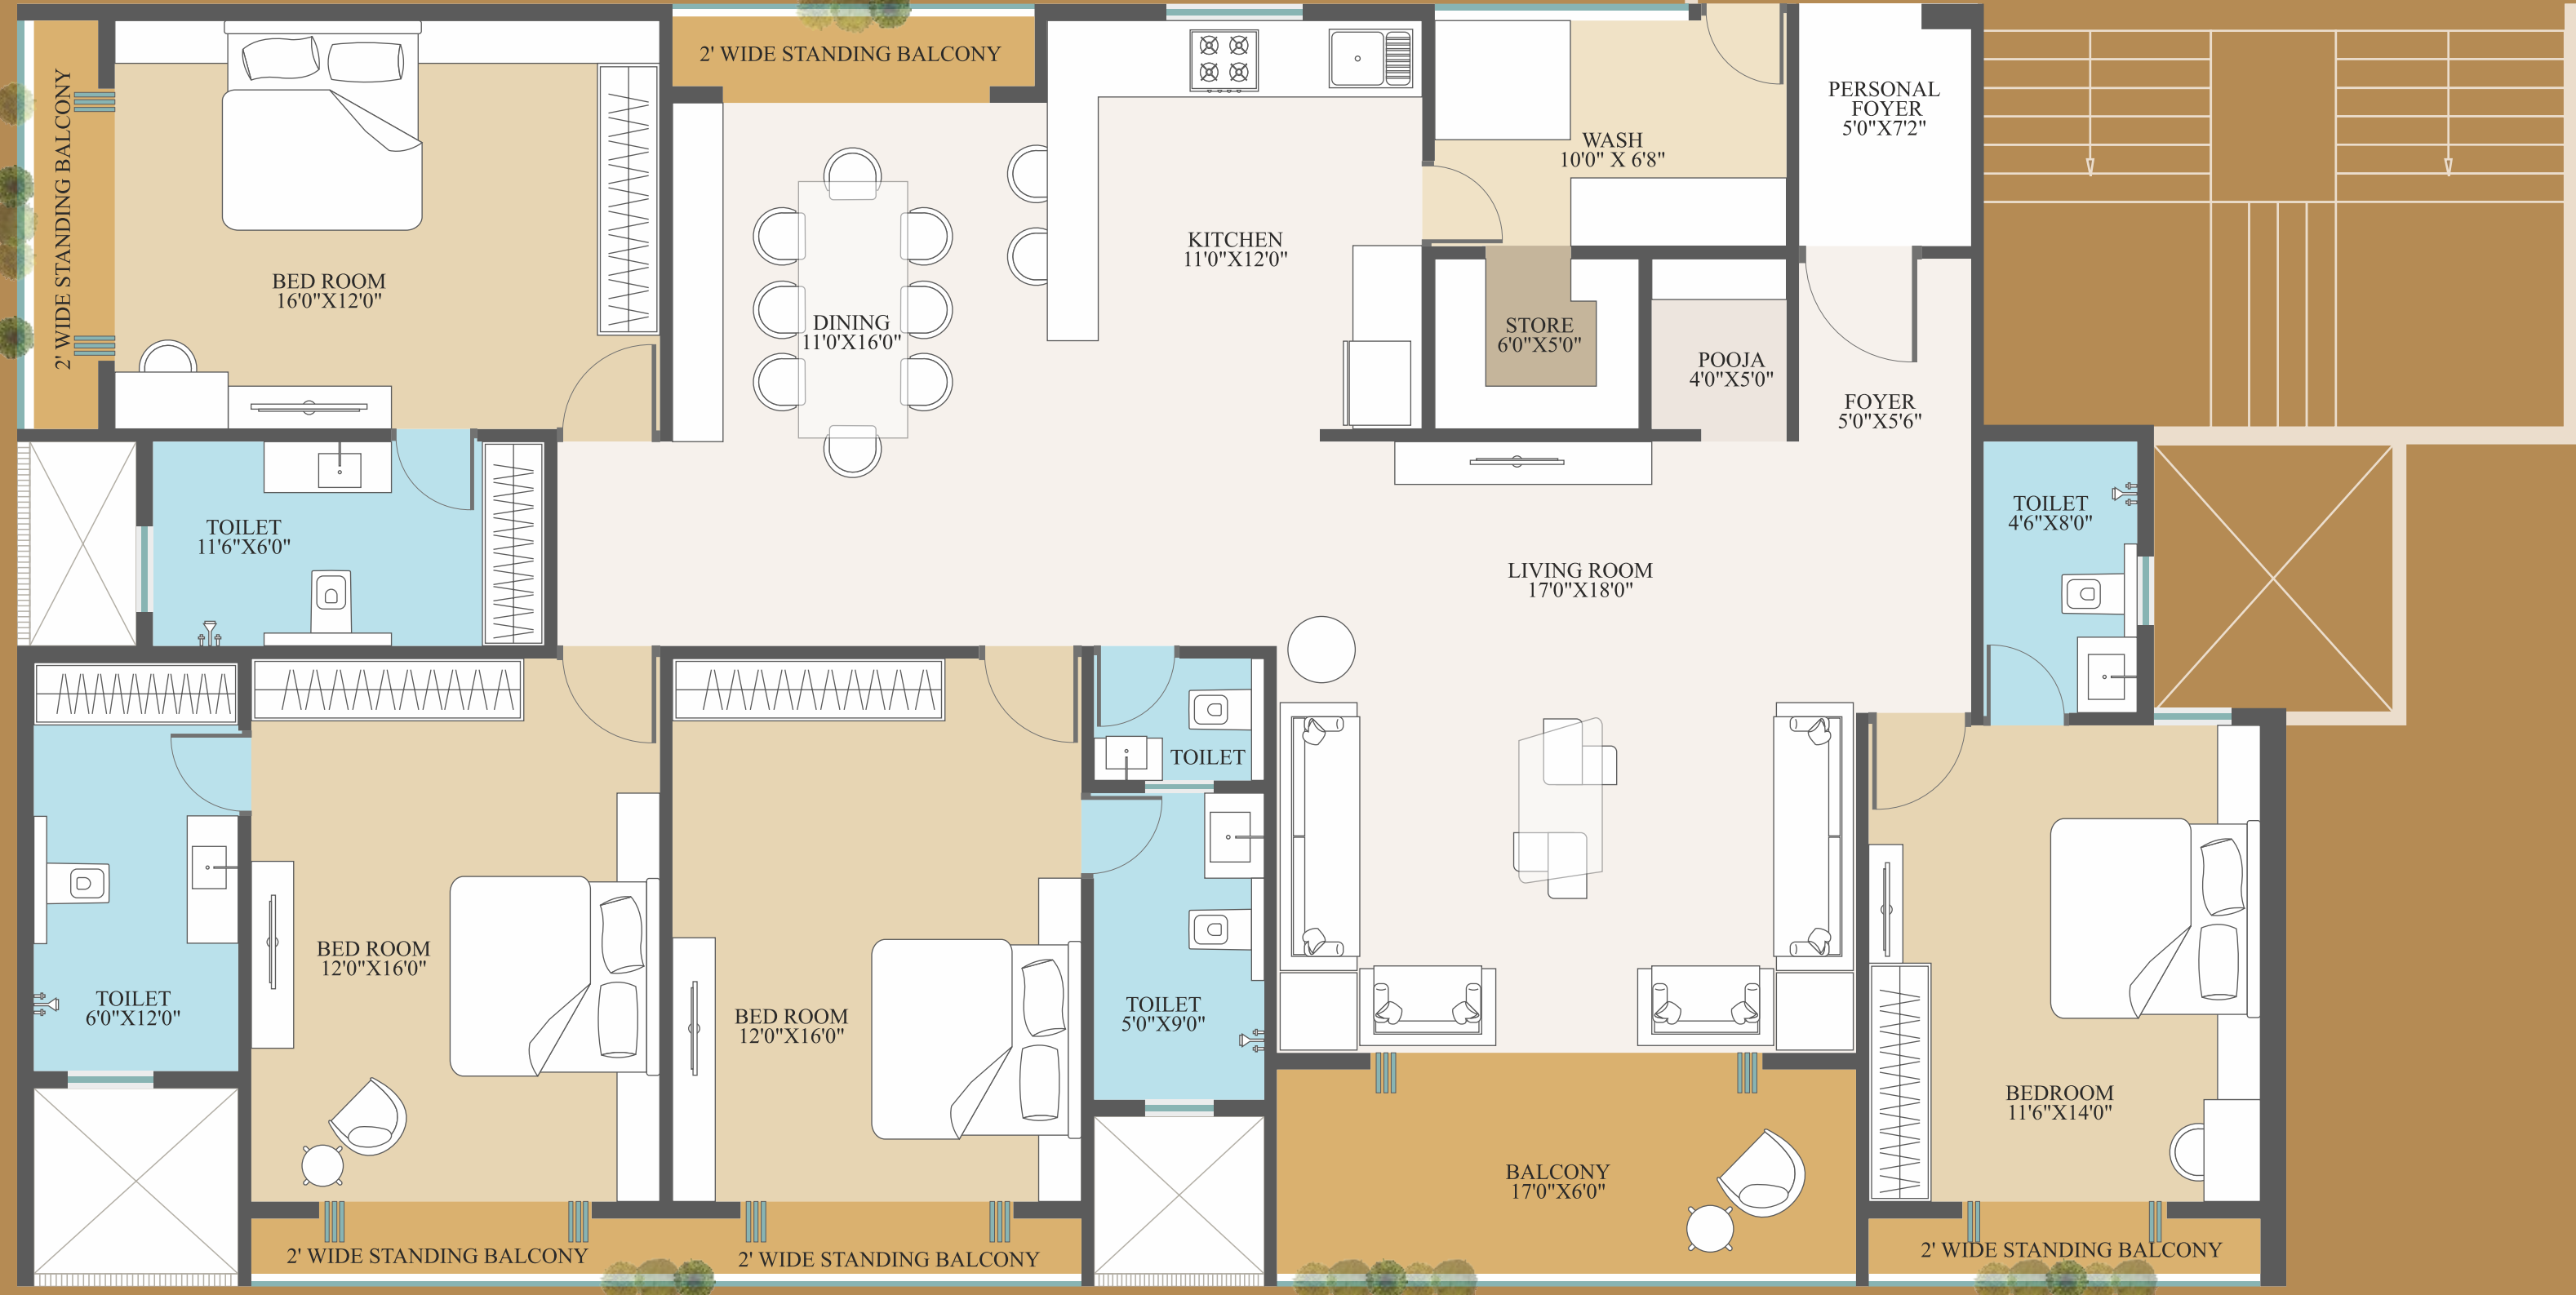 2' WIDE STANDING BALCONY
PERSONAL
FOYER
5'0"X7'2"
WASH
10'0" X 6'8"
2' WIDE STANDING BALCONY
BED ROOM
16'0"X12'0"
KITCHEN
11'0"X12'0"
DINING
11'0'X16'0"
STORE
6'0"X5'0"
POOJA
4'0"X5'0"
FOYER
5'0"X5'6"
TOILET
11'6"X6'0"
TOILET
4'6"X8'0"
LIVING ROOM
17'0"X18'0"
TOILET
BED ROOM
12'0"X16'0"
TOILET
6'0"X12'0"
BED ROOM
12'0"X16'0"
TOILET
5'0"X9'0"
BEDROOM
11'6"X14'0"
BALCONY
17'0"X6'0"
2' WIDE STANDING BALCONY
2' WIDE STANDING BALCONY
2' WIDE STANDING BALCONY